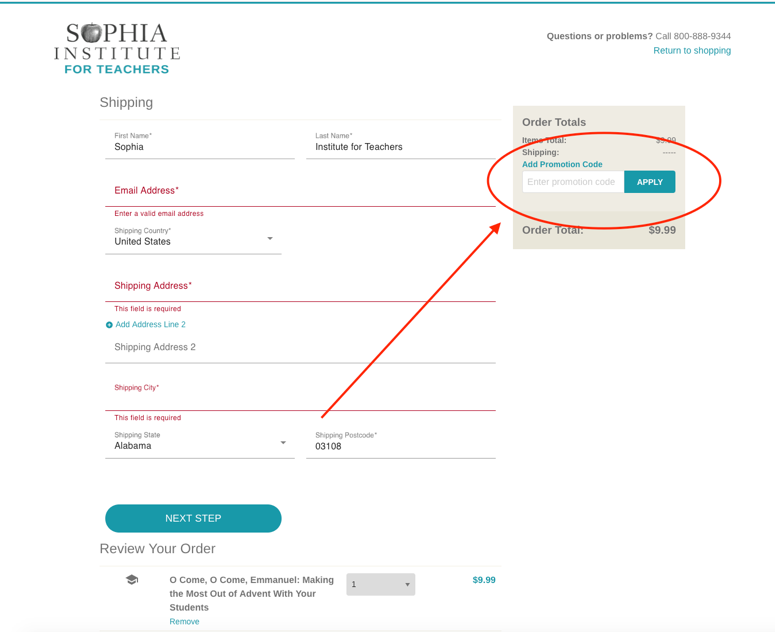 SOPHIA
INSTITUTE
FOR TEACHERS
Questions or problems? Call 800-888-9344
Return to shopping
Shipping
First Name*
Sophia
Last Name*
Institute for Teachers
Email Address*
Enter a valid email address
Shipping Country*
United States
Shipping Address*
This field is required
Add Address Line 2
Shipping Address 2
Shipping City*
This field is required
Shipping State
Alabama
Shipping Postcode*
03108
NEXT STEP
Order Totals
Items Total: $9.99
Shipping: -----
Add Promotion Code
Enter promotion code APPLY
Order Total: $9.99
Review Your Order
O Come, O Come, Emmanuel: Making
the Most Out of Advent With Your
Students
1
$9.99
Remove